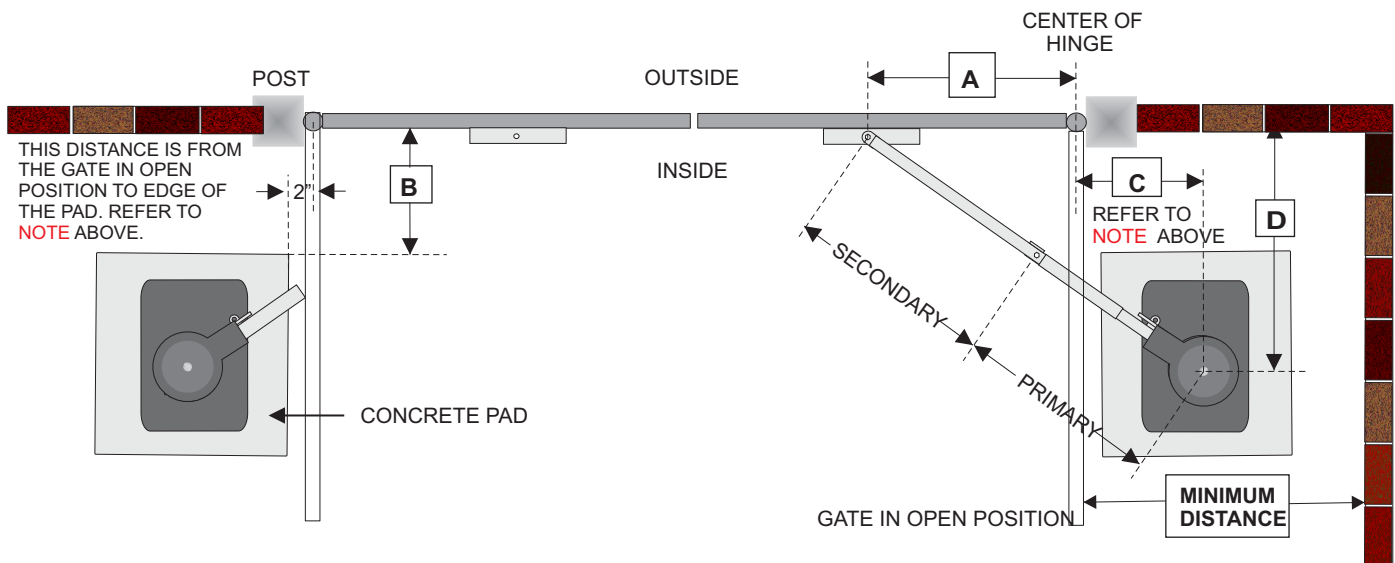 CENTER OF
HINGE
POST
OUTSIDE
A
THIS DISTANCE IS FROM
THE GATE IN OPEN
POSITION TO EDGE OF
THE PAD. REFER TO
NOTE ABOVE.
2"
B
INSIDE
C
REFER TO
NOTE ABOVE
D
SECONDARY
PRIMARY
CONCRETE PAD
GATE IN OPEN POSITION
MINIMUM
DISTANCE